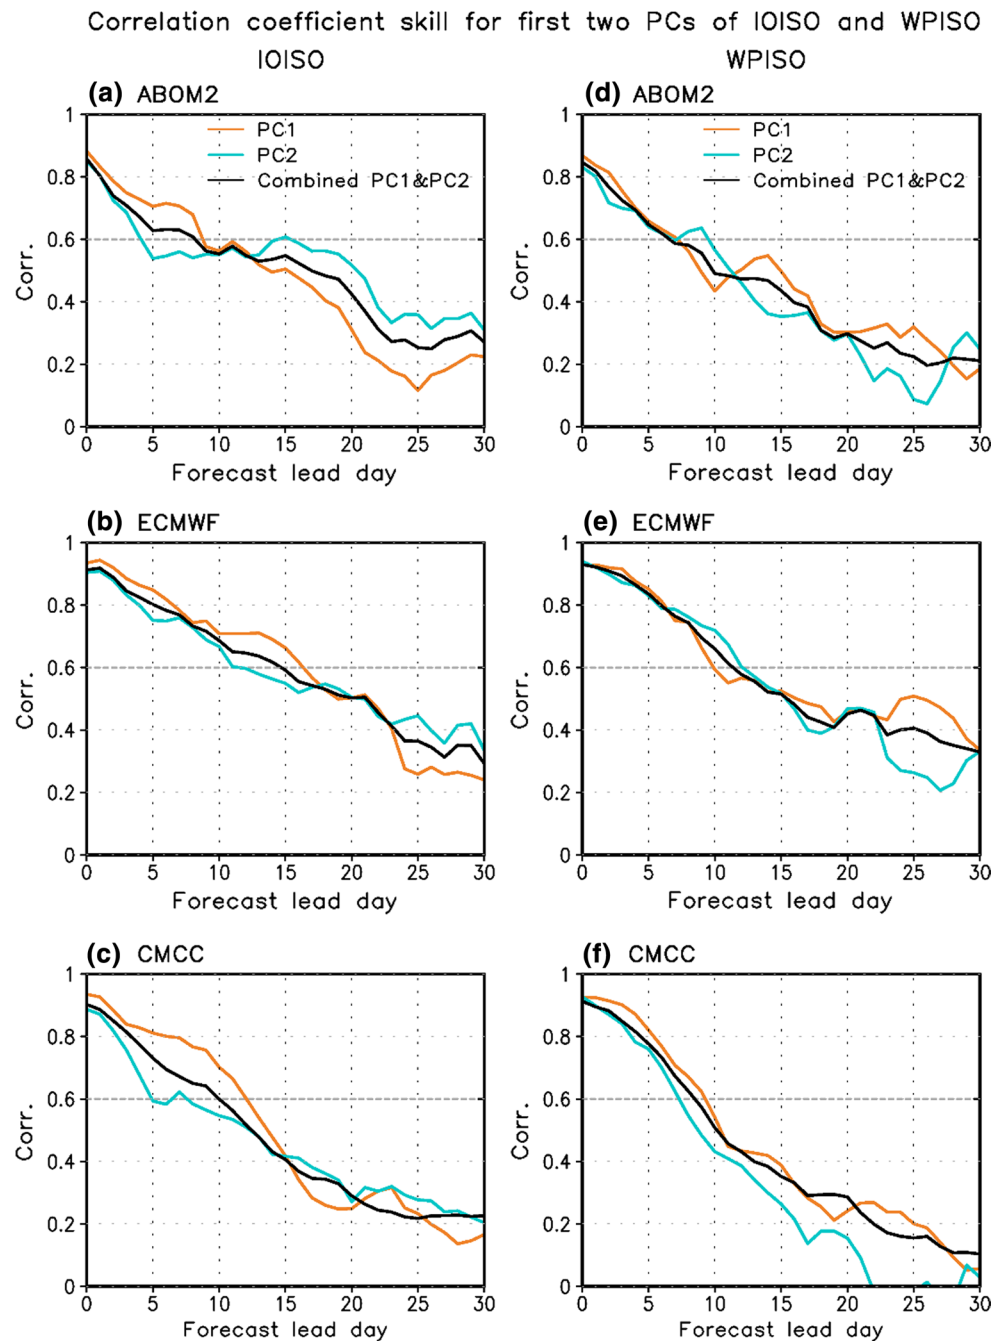 Correlation coefficient skill for first two PCs of IOISO and WPISO
IOISO
WPISO
(a) ABOM2
1
0.8
0.6
0.4
0.2
0
Corr.
PC1
PC2
Combined PC1&PC2
0 5 10 15 20 25 30
Forecast lead day
(d) ABOM2
1
0.8
0.6
0.4
0.2
0
Corr.
PC1
PC2
Combined PC1&PC2
0 5 10 15 20 25 30
Forecast lead day
(b) ECMWF
1
0.8
0.6
0.4
0.2
0
Corr.
0 5 10 15 20 25 30
Forecast lead day
(e) ECMWF
1
0.8
0.6
0.4
0.2
0
Corr.
0 5 10 15 20 25 30
Forecast lead day
(c) CMCC
1
0.8
0.6
0.4
0.2
0
Corr.
0 5 10 15 20 25 30
Forecast lead day
(f) CMCC
1
0.8
0.6
0.4
0.2
0
Corr.
0 5 10 15 20 25 30
Forecast lead day